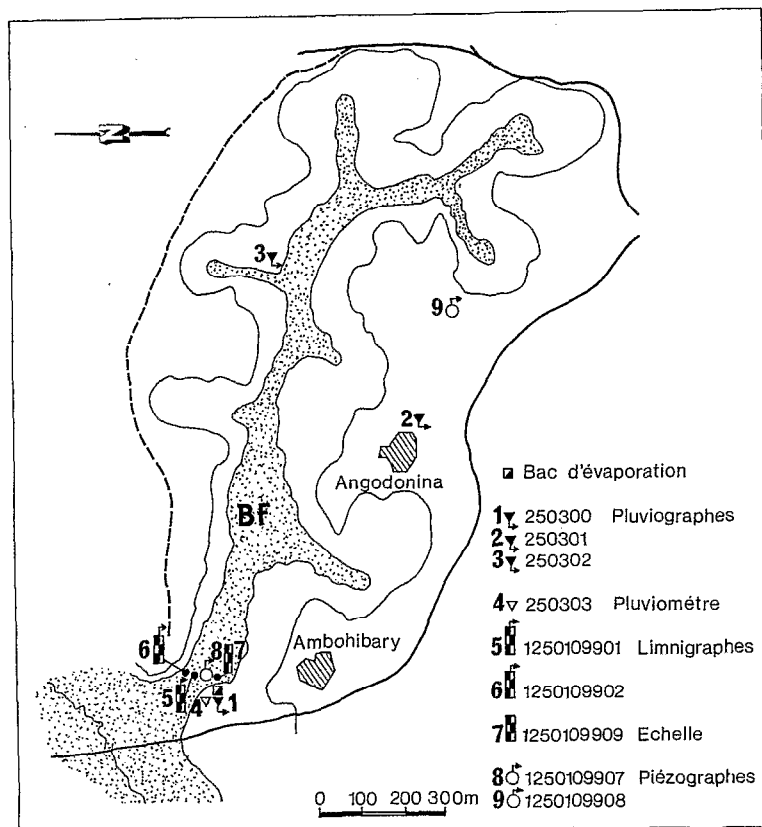 N
3
9
2
Angodonina
Bf
Bac d'évaporation
1 250300 Pluviographes
2 250301
3 250302
4 250303 Pluviométre
5 1250109901 Limnigraphes
6 1250109902
7 1250109909 Echelle
8 1250109907 Piézographes
9 1250109908
Ambohibary
6
8
7
5
4
1
0 100 200 300m